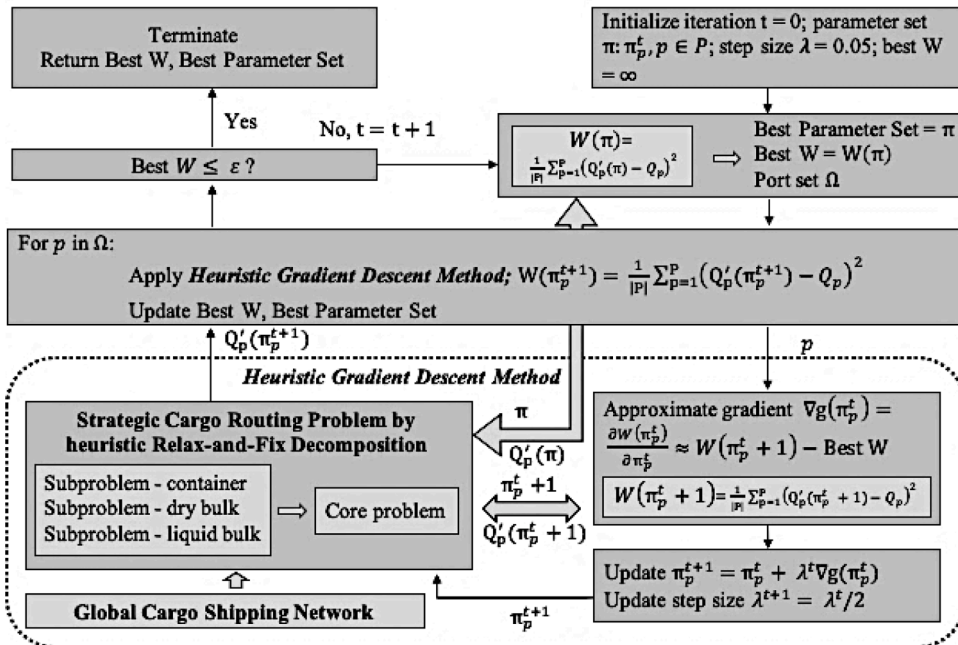 Terminate
Return Best W, Best Parameter Set
Initialize iteration t = 0; parameter set
π: π_p^t, p ∈ P; step size λ = 0.05; best W
= ∞
Yes
No, t = t + 1
Best W ≤ ε ?
W(π)=
1/|P| ∑_{p=1}^P (Q′_p(π) − Q_p)^2
Best Parameter Set = π
Best W = W(π)
Port set Ω
For p in Ω:
Apply Heuristic Gradient Descent Method; W(π_p^{t+1}) = 1/|P| ∑_{p=1}^P (Q′_p(π_p^{t+1}) − Q_p)^2
Update Best W, Best Parameter Set
Q′_p(π_p^{t+1})
p
Heuristic Gradient Descent Method
Strategic Cargo Routing Problem by
heuristic Relax-and-Fix Decomposition
Subproblem - container
Subproblem - dry bulk
Subproblem - liquid bulk
Core problem
π
Q′_p(π)
π_p^t + 1
Q′_p(π_p^t + 1)
Approximate gradient ∇g(π_p^t) =
∂W(π_p^t)/∂π_p^t ≈ W(π_p^t + 1) − Best W
W(π_p^t + 1)=1/|P| ∑_{p=1}^P (Q′_p(π_p^t + 1) − Q_p)^2
Update π_p^{t+1} = π_p^t + λ^t∇g(π_p^t)
Update step size λ^{t+1} = λ^t/2
π_p^{t+1}
Global Cargo Shipping Network